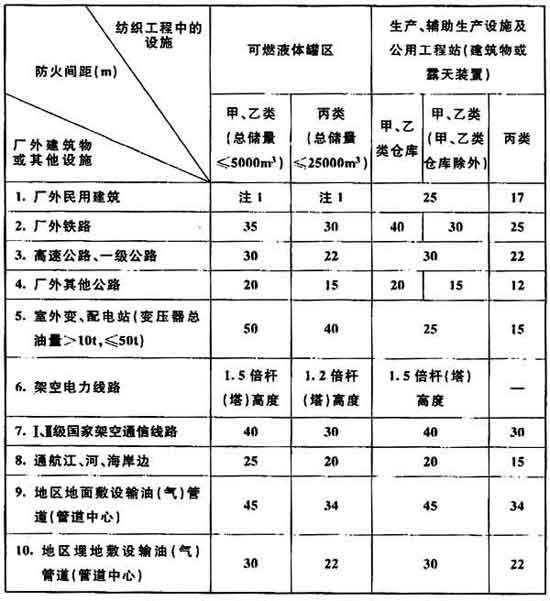 纺织工程中的
设施
防火间距(m)
厂外建筑物
或其他设施
可燃液体罐区
生产、辅助生产设施及
公用工程站(建筑物或
露天装置)
甲、乙类
(总储量
≤5000m³)
丙类
(总储量
≤25000m³)
甲、乙
类仓库
甲、乙类
(甲、乙类
仓库除外)
丙类
1. 厂外民用建筑 注1 注1 25 17
2. 厂外铁路 35 30 40 30 25
3. 高速公路、一级公路 30 22 30 22
4. 厂外其他公路 20 15 20 15 12
5. 室外变、配电站(变压器总
油量>10t,≤50t) 50 40 25 15
6. 架空电力线路 1.5倍杆
(塔)高度 1.2倍杆
(塔)高度 1.5倍杆(塔)
高度 —
7. Ⅰ、Ⅱ级国家架空通信线路 40 30 40 30
8. 通航江、河、海岸边 25 20 20 15
9. 地区地面敷设输油(气)管
道(管道中心) 45 34 45 34
10. 地区埋地敷设输油(气)
管道(管道中心) 30 22 30 22